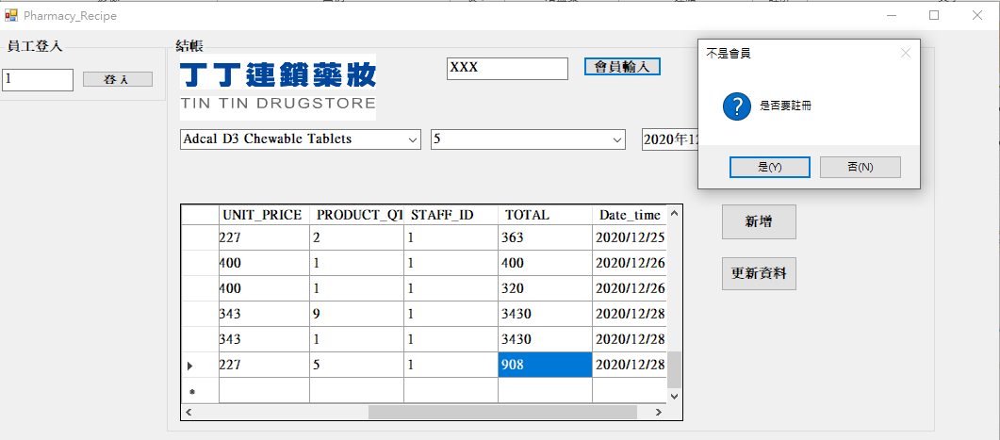 Pharmacy_Recipe
員工登入
1
登入
結帳
丁丁連鎖藥妝
TIN TIN DRUGSTORE
XXX
會員輸入
不是會員
是否要註冊
是(Y)
否(N)
Adcal D3 Chewable Tablets
5
2020年12
UNIT_PRICE PRODUCT_QT STAFF_ID TOTAL Date_time
227 2 1 363 2020/12/25
400 1 1 400 2020/12/26
400 1 1 320 2020/12/26
343 9 1 3430 2020/12/28
343 1 1 3430 2020/12/28
227 5 1 908 2020/12/28
新增
更新資料